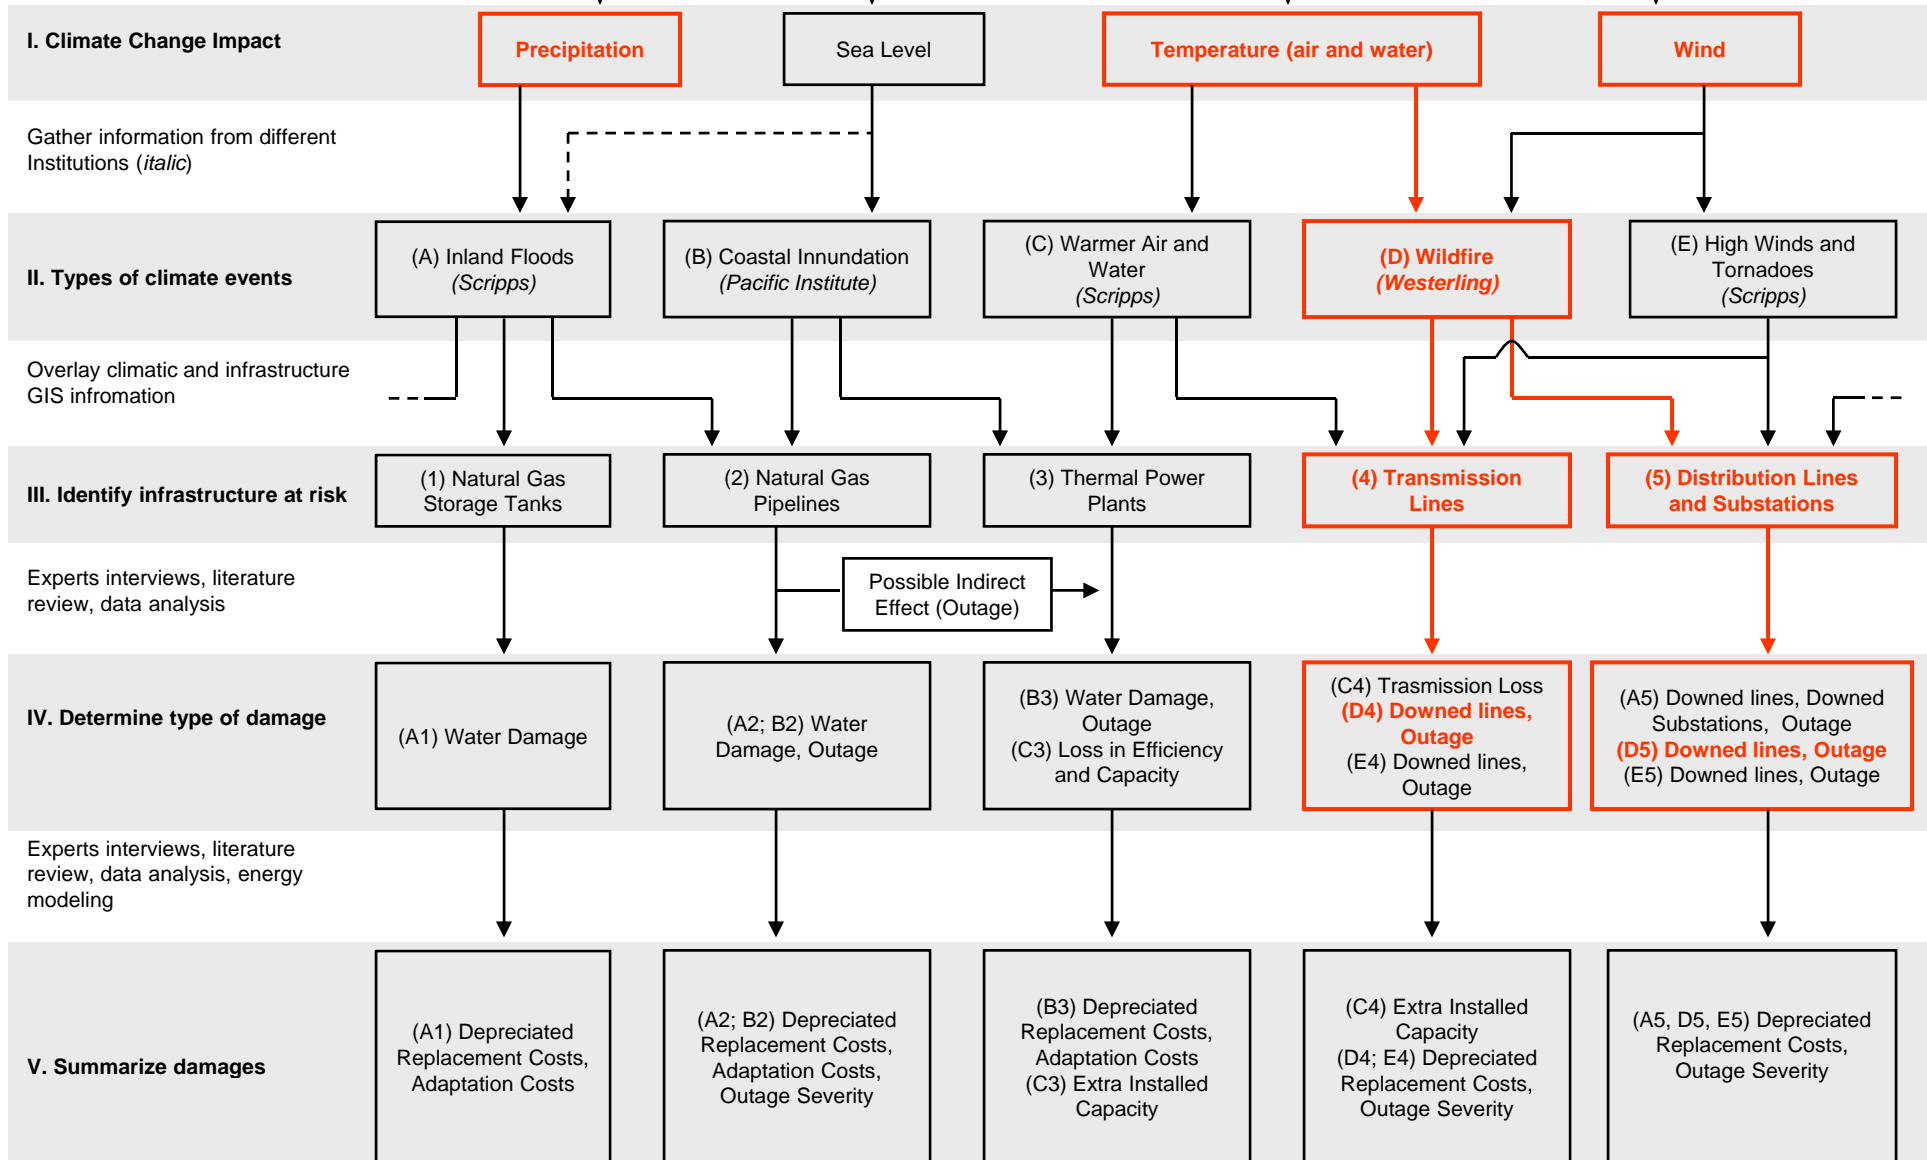 I. Climate Change Impact
Precipitation
Sea Level
Temperature (air and water)
Wind
Gather information from different
Institutions (italic)
(A) Inland Floods
(Scripps)
(B) Coastal Innundation
(Pacific Institute)
(C) Warmer Air and
Water
(Scripps)
(D) Wildfire
(Westerling)
(E) High Winds and
Tornadoes
(Scripps)
II. Types of climate events
Overlay climatic and infrastructure
GIS infromation
III. Identify infrastructure at risk
(1) Natural Gas
Storage Tanks
(2) Natural Gas
Pipelines
(3) Thermal Power
Plants
(4) Transmission
Lines
(5) Distribution Lines
and Substations
Experts interviews, literature
review, data analysis
Possible Indirect
Effect (Outage)
IV. Determine type of damage
(A1) Water Damage
(A2; B2) Water
Damage, Outage
(B3) Water Damage,
Outage
(C3) Loss in Efficiency
and Capacity
(C4) Trasmission Loss
(D4) Downed lines,
Outage
(E4) Downed lines,
Outage
(A5) Downed lines, Downed
Substations, Outage
(D5) Downed lines, Outage
(E5) Downed lines, Outage
Experts interviews, literature
review, data analysis, energy
modeling
V. Summarize damages
(A1) Depreciated
Replacement Costs,
Adaptation Costs
(A2; B2) Depreciated
Replacement Costs,
Adaptation Costs,
Outage Severity
(B3) Depreciated
Replacement Costs,
Adaptation Costs
(C3) Extra Installed
Capacity
(C4) Extra Installed
Capacity
(D4; E4) Depreciated
Replacement Costs,
Outage Severity
(A5, D5, E5) Depreciated
Replacement Costs,
Outage Severity